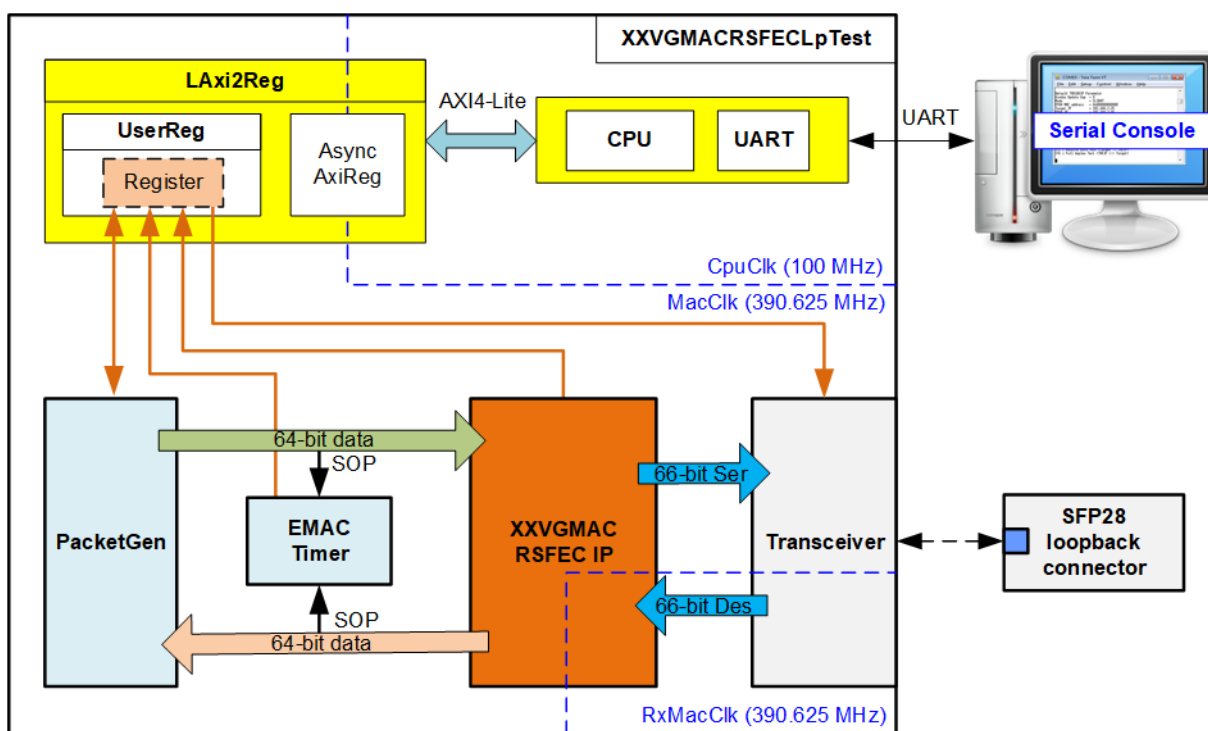 XXVGMACRSFECLpTest
LAxi2Reg
UserReg
Register
Async
AxiReg
AXI4-Lite
CPU
UART
UART
Serial Console
CpuClk (100 MHz)
MacClk (390.625 MHz)
PacketGen
64-bit data
SOP
EMAC
Timer
SOP
64-bit data
XXVGMAC
RSFEC IP
66-bit Ser
66-bit Des
Transceiver
SFP28
loopback
connector
RxMacClk (390.625 MHz)